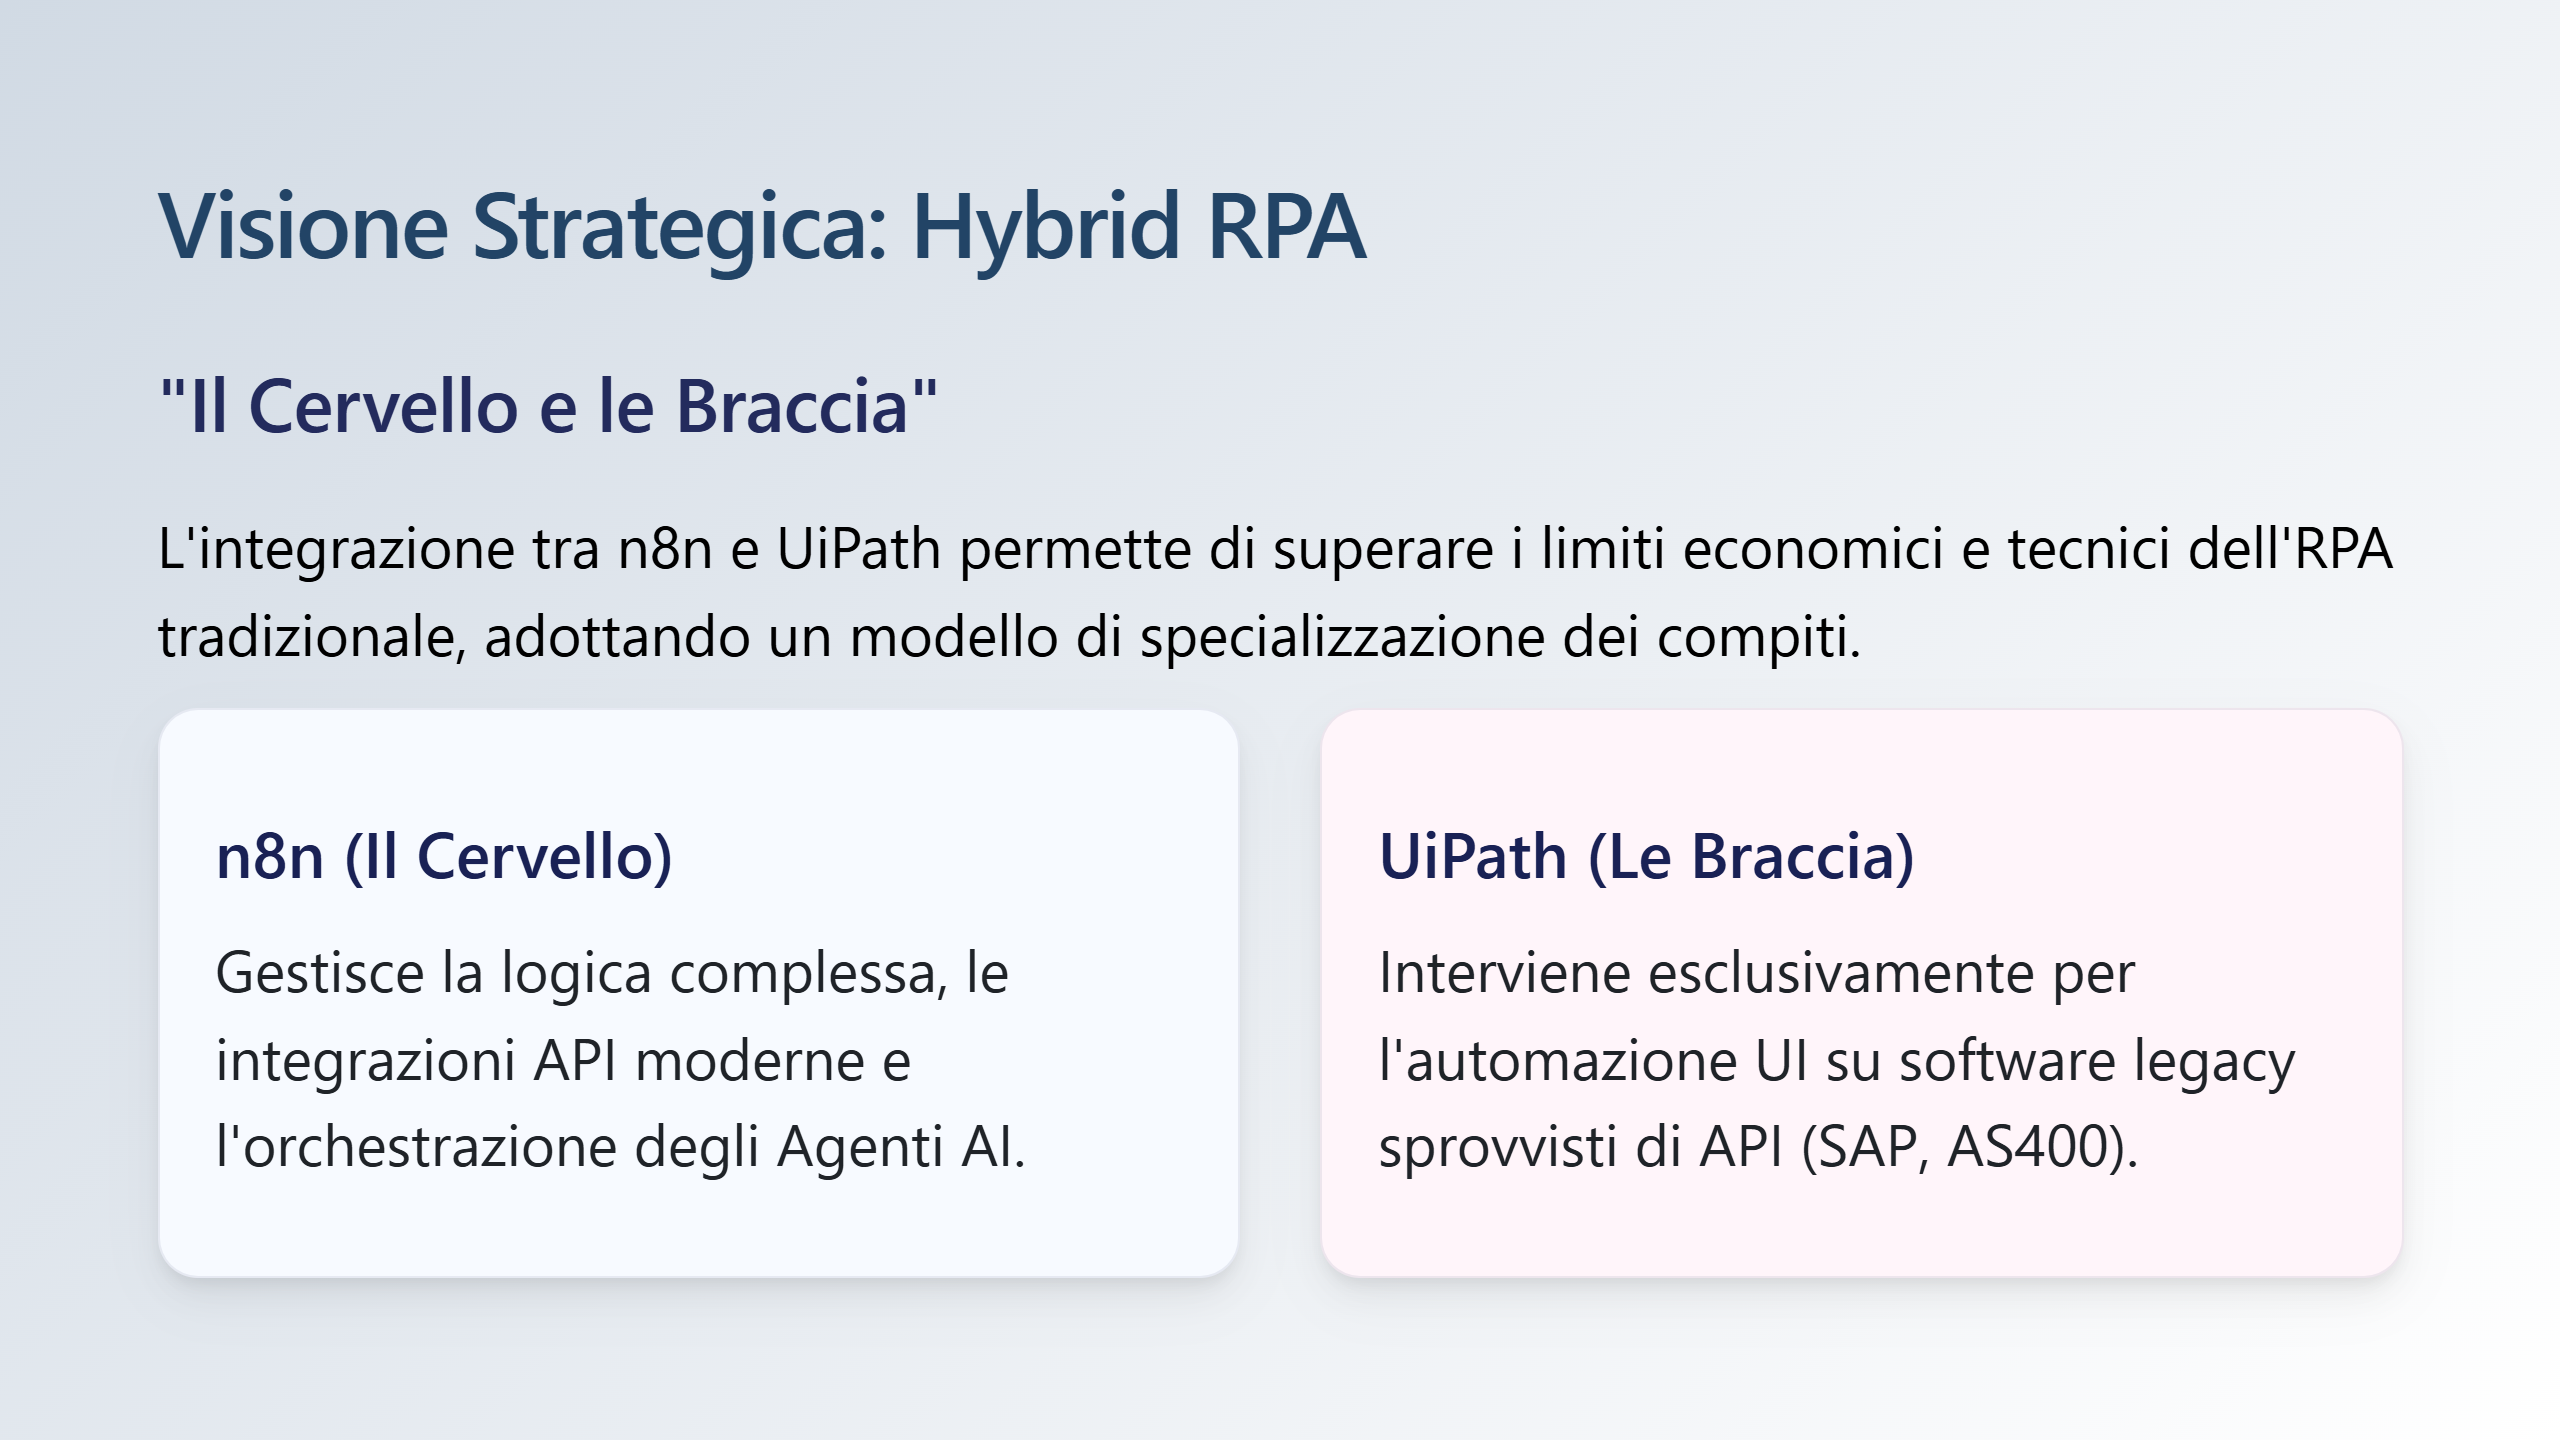 Visione Strategica: Hybrid RPA
"Il Cervello e le Braccia"
L'integrazione tra n8n e UiPath permette di superare i limiti economici e tecnici dell'RPA
tradizionale, adottando un modello di specializzazione dei compiti.
n8n (Il Cervello)
Gestisce la logica complessa, le
integrazioni API moderne e
l'orchestrazione degli Agenti AI.
UiPath (Le Braccia)
Interviene esclusivamente per
l'automazione UI su software legacy
sprovvisti di API (SAP, AS400).